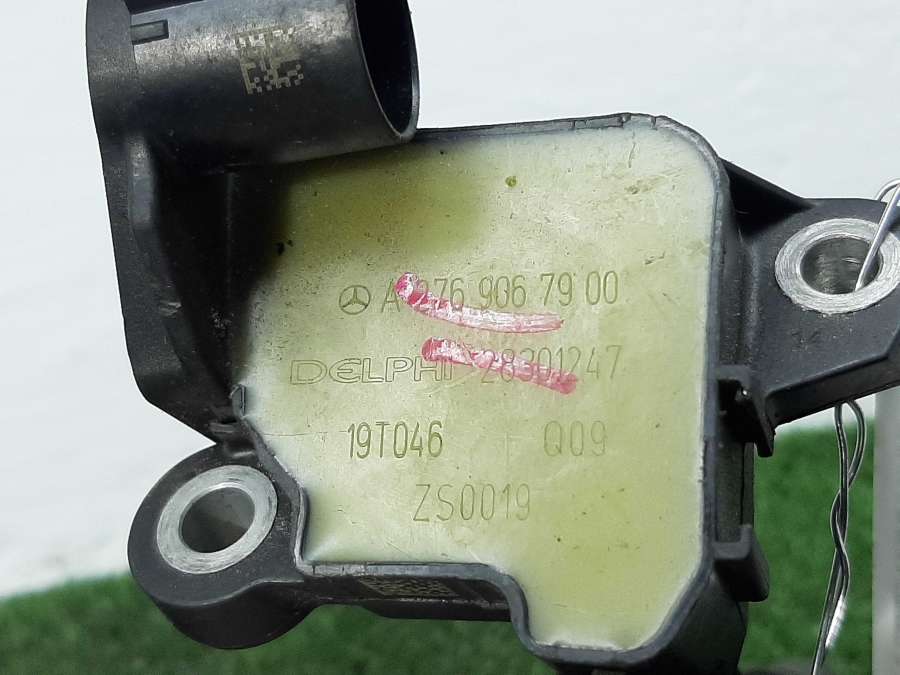 A 276 906 79 00
DELPHI 28301247
19T046 Q09
ZS0019